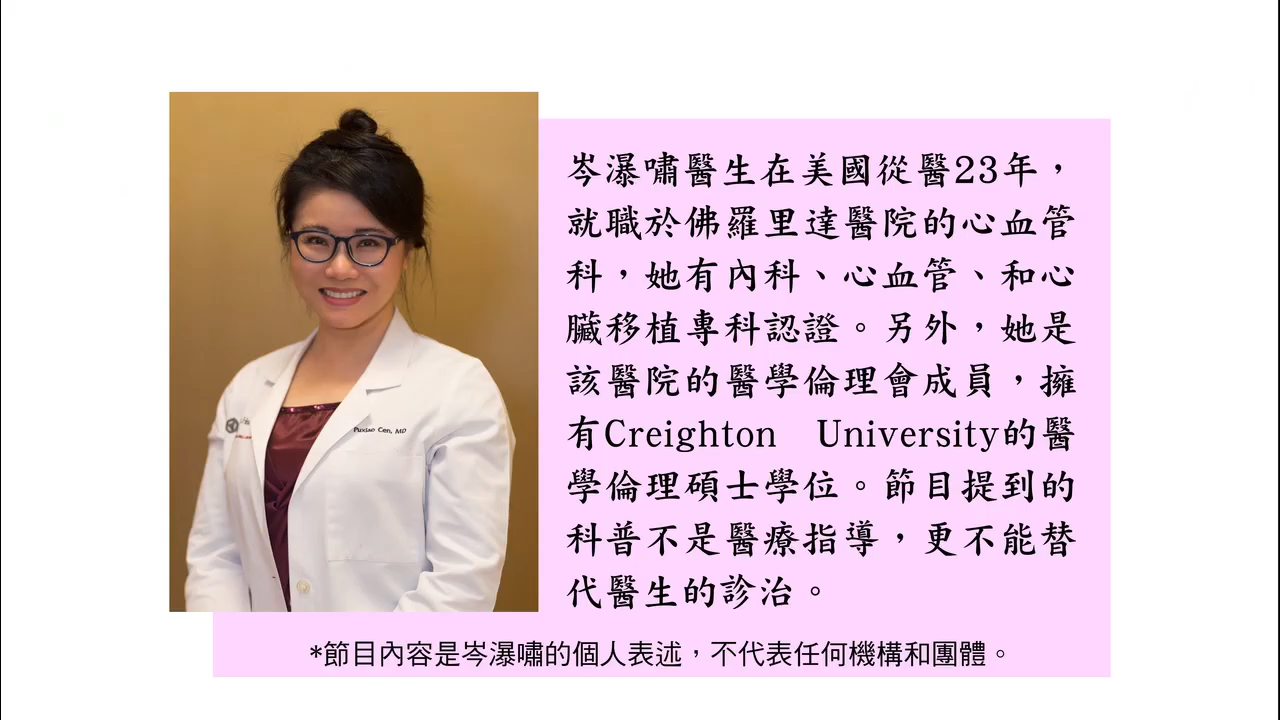 岑瀑嘯醫生在美國從醫23年，
就職於佛羅里達醫院的心血管
科，她有內科、心血管、和心
臟移植專科認證。另外，她是
該醫院的醫學倫理會成員，擁
有Creighton University的醫
學倫理碩士學位。節目提到的
科普不是醫療指導，更不能替
代醫生的診治。
*節目內容是岑瀑嘯的個人表述，不代表任何機構和團體。
Puxiao Cen, MD